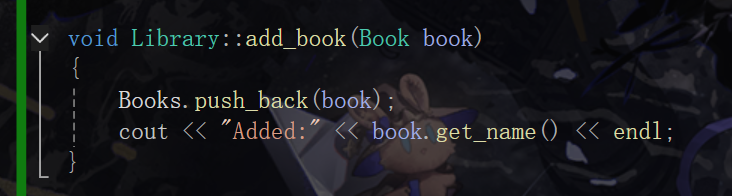 void Library::add_book(Book book)
{
Books.push_back(book);
cout << "Added:" << book.get_name() << endl;
}